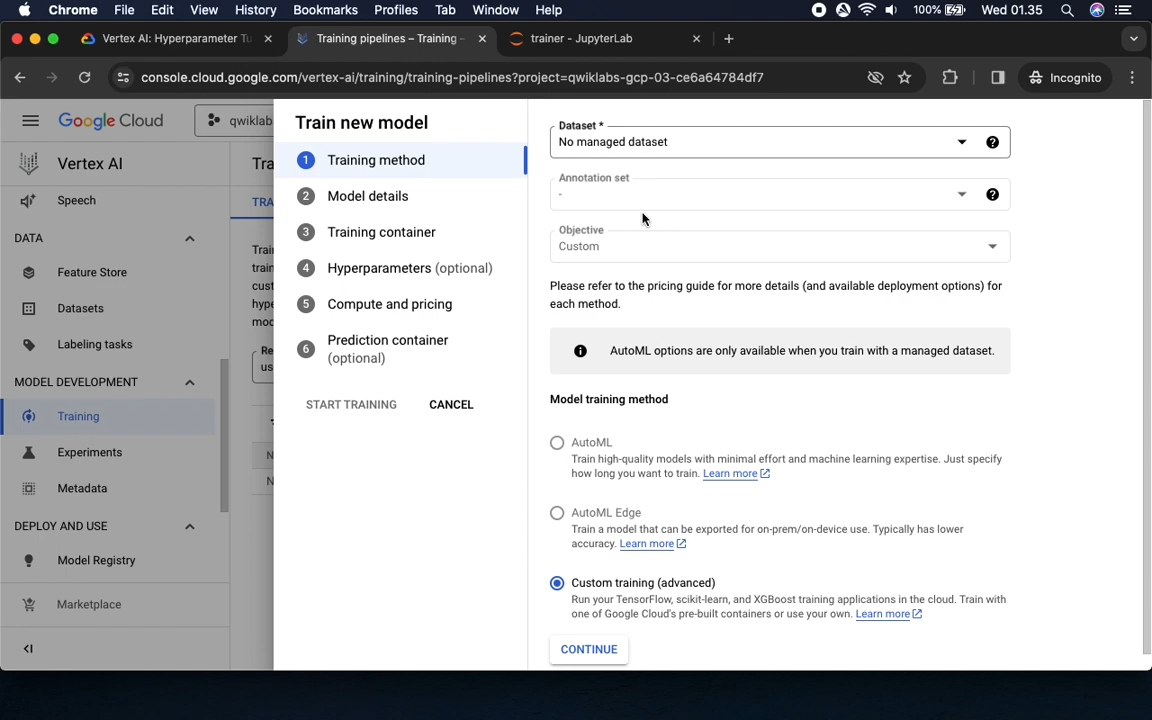 Chrome File Edit View History Bookmarks Profiles Tab Window Help 100% Wed 01.35
Vertex AI: Hyperparameter Tu
Training pipelines – Training –
trainer - JupyterLab
console.cloud.google.com/vertex-ai/training/training-pipelines?project=qwiklabs-gcp-03-ce6a64784df7
Incognito
Google Cloud
qwiklab
Vertex AI
Speech
DATA
Feature Store
Datasets
Labeling tasks
MODEL DEVELOPMENT
Training
Experiments
Metadata
DEPLOY AND USE
Model Registry
Marketplace
Tra
TRA
Train
train
cust
hype
mod
Re
us
N
N
Train new model
1 Training method
2 Model details
3 Training container
4 Hyperparameters (optional)
5 Compute and pricing
6 Prediction container
(optional)
START TRAINING CANCEL
Dataset *
No managed dataset
Annotation set
-
Objective
Custom
Please refer to the pricing guide for more details (and available deployment options) for
each method.
AutoML options are only available when you train with a managed dataset.
Model training method
AutoML
Train high-quality models with minimal effort and machine learning expertise. Just specify
how long you want to train. Learn more
AutoML Edge
Train a model that can be exported for on-prem/on-device use. Typically has lower
accuracy. Learn more
Custom training (advanced)
Run your TensorFlow, scikit-learn, and XGBoost training applications in the cloud. Train with
one of Google Cloud's pre-built containers or use your own. Learn more
CONTINUE